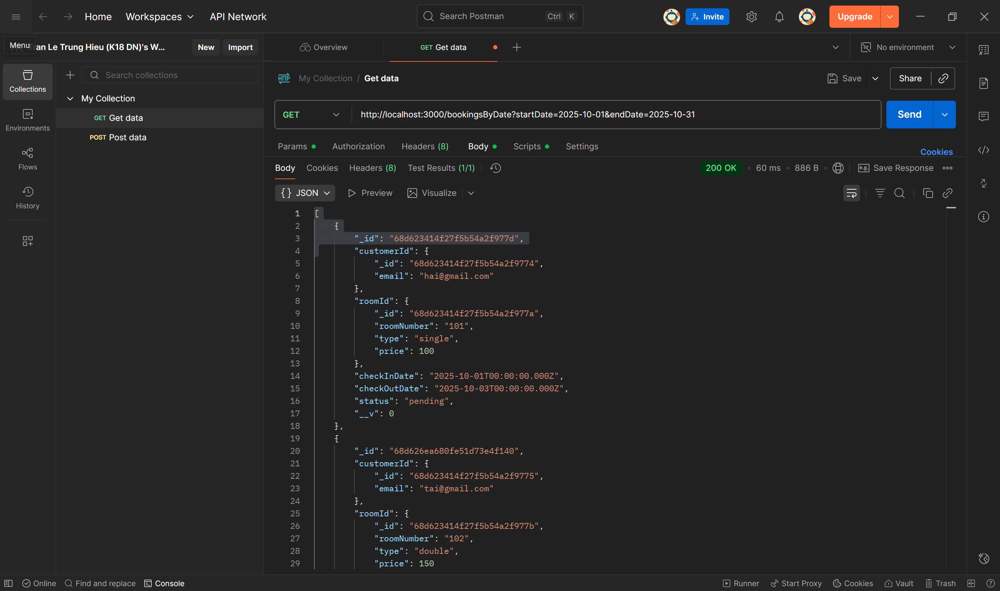 Home Workspaces API Network Search Postman Ctrl K Invite Upgrade
Menu ran Le Trung Hieu (K18 DN)'s W... New Import
Overview GET Get data No environment
Collections
Environments
Flows
History
Search collections
My Collection
GET Get data
POST Post data
HTTP My Collection / Get data Save Share
GET http://localhost:3000/bookingsByDate?startDate=2025-10-01&endDate=2025-10-31 Send
Params Authorization Headers (8) Body Scripts Settings Cookies
Body Cookies Headers (8) Test Results (1/1) 200 OK • 60 ms • 886 B • e.g. Save Response
{} JSON Preview Visualize
1 [
2 {
3 "_id": "68d623414f27f5b54a2f977d",
4 "customerId": {
5 "_id": "68d623414f27f5b54a2f9774",
6 "email": "hai@gmail.com"
7 },
8 "roomId": {
9 "_id": "68d623414f27f5b54a2f977a",
10 "roomNumber": "101",
11 "type": "single",
12 "price": 100
13 },
14 "checkInDate": "2025-10-01T00:00:00.000Z",
15 "checkOutDate": "2025-10-03T00:00:00.000Z",
16 "status": "pending",
17 "__v": 0
18 },
19 {
20 "_id": "68d626ea680fe51d73e4f140",
21 "customerId": {
22 "_id": "68d623414f27f5b54a2f9775",
23 "email": "tai@gmail.com"
24 },
25 "roomId": {
26 "_id": "68d623414f27f5b54a2f977b",
27 "roomNumber": "102",
28 "type": "double",
29 "price": 150
Online Find and replace Console Runner Start Proxy Cookies Vault Trash